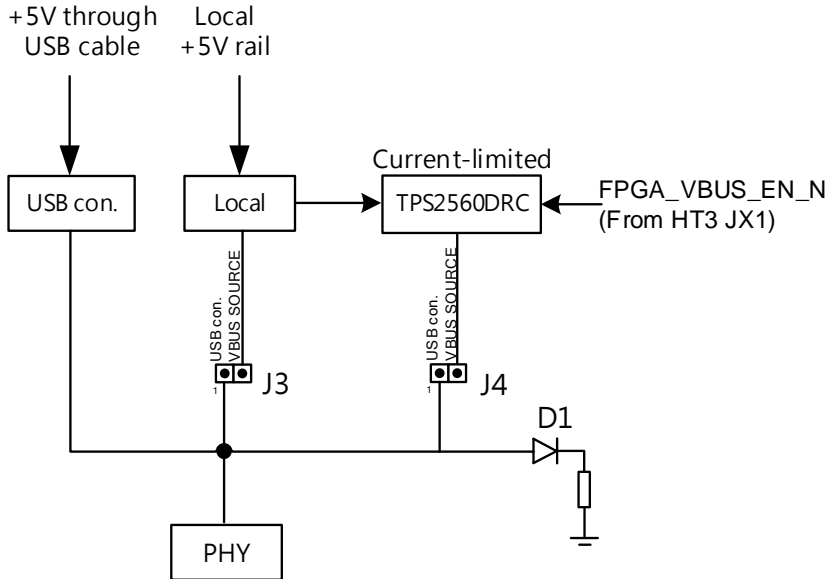 +5V through
USB cable
Local
+5V rail
Current-limited
USB con.
Local
TPS2560DRC
FPGA_VBUS_EN_N
(From HT3 JX1)
USB con.
VBUS SOURCE
1
J3
USB con.
VBUS SOURCE
1
J4
D1
PHY